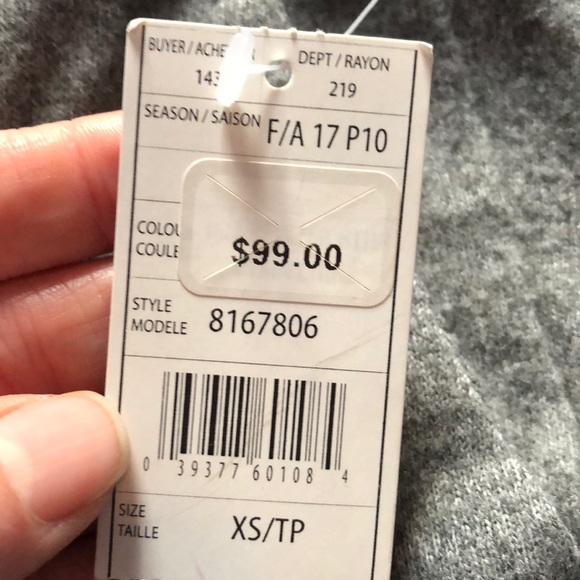 BUYER / ACHE R DEPT / RAYON
143 219
SEASON / SAISON F/A 17 P10
$99.00
COLOU
COULE
STYLE
MODELE 8167806
0 39377 60108 4
SIZE
TAILLE XS/TP